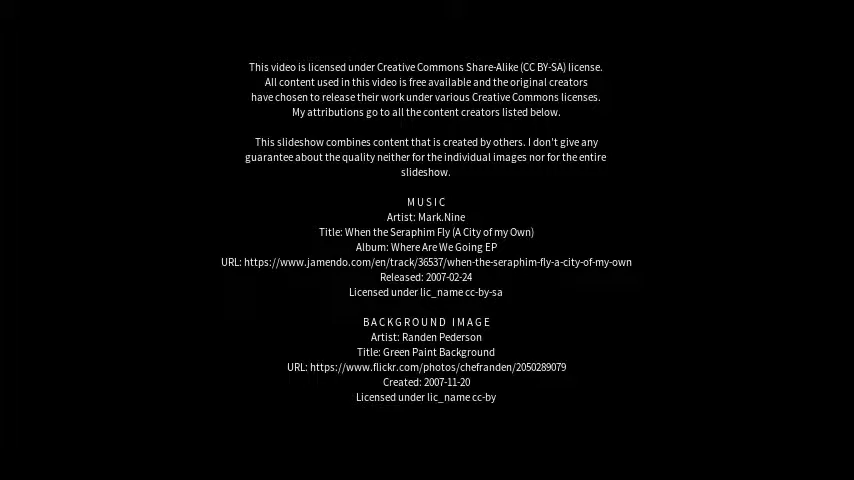 This video is licensed under Creative Commons Share-Alike (CC BY-SA) license.
All content used in this video is free available and the original creators
have chosen to release their work under various Creative Commons licenses.
My attributions go to all the content creators listed below.
This slideshow combines content that is created by others. I don't give any
guarantee about the quality neither for the individual images nor for the entire
slideshow.
MUSIC
Artist: Mark.Nine
Title: When the Seraphim Fly (A City of my Own)
Album: Where Are We Going EP
URL: https://www.jamendo.com/en/track/36537/when-the-seraphim-fly-a-city-of-my-own
Released: 2007-02-24
Licensed under lic_name cc-by-sa
BACKGROUND IMAGE
Artist: Randen Pederson
Title: Green Paint Background
URL: https://www.flickr.com/photos/chefranden/2050289079
Created: 2007-11-20
Licensed under lic_name cc-by